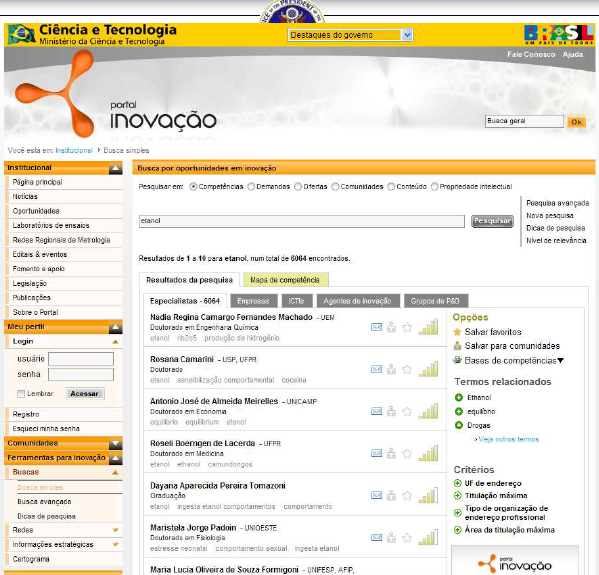 THE PRESIDENT OF THE
Ciência e Tecnologia
Ministério da Ciência e Tecnologia
Destaques do governo
BRASIL
UM PAÍS DE TODOS
Fale Conosco Ajuda
portal
inovação
Busca geral Ok
Você está em: Institucional Busca simples
Institucional
Página principal
Notícias
Oportunidades
Laboratórios de ensaios
Redes Regionais de Metrologia
Editais & eventos
Fomento e apoio
Legislação
Publicações
Sobre o Portal
Meu perfil
Login
usuário
senha
Lembrar Acessar
Registro
Esqueci minha senha
Comunidades
Ferramentas para inovação
Buscas
Busca simples
Busca avançada
Dicas de pesquisa
Redes
Informações estratégicas
Cartograma
Busca por oportunidades em inovação
Pesquisar em: Competências Demandas Ofertas Comunidades Conteúdo Propriedade intelectual
etanol Pesquisar
Pesquisa avançada
Nova pesquisa
Dicas de pesquisa
Nível de relevância
Resultados de 1 a 10 para etanol, num total de 6064 encontrados.
Resultados da pesquisa Mapa de competência
Especialistas - 6064 Empresas ICTIs Agentes de inovação Grupos de P&D
Nadia Regina Camargo Fernandes Machado - UEM
Doutorado em Engenharia Química
etanol nb2o5 produção de hidrogênio
Rosana Camarini - USP, UFPR
Doutorado
etanol sensibilização comportamental cocaina
Antonio José de Almeida Meirelles - UNICAMP
Doutorado em Economia
equilíbrio equilibrium etanol
Roseli Boerngen de Lacerda - UFPR
Doutorado em Medicina
etanol ethanol camundongos
Dayana Aparecida Pereira Tomazoni
Graduação
etanol ingesta etanol comportamentos comportamento
Maristela Jorge Padoin - UNIOESTE
Doutorado em Fisiologia
estresse neonatal comportamento sexual ingesta etanol
Maria Lucia Oliveira de Souza Formigoni - UNIFESP, AFIP,
Opções
Salvar favoritos
Salvar para comunidades
Bases de competências
Termos relacionados
Ethanol
equilíbrio
Drogas
Veja outros termos
Critérios
UF de endereço
Titulação máxima
Tipo de organização de
endereço profissional
Área da titulação máxima
portal
inovação